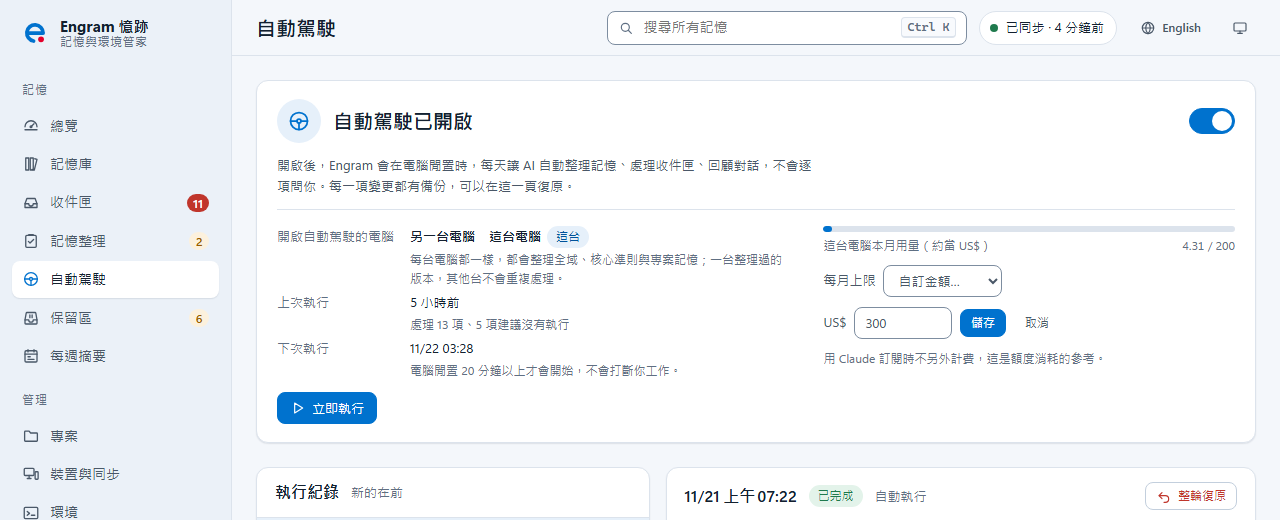 Engram 憶跡
記憶與環境管家
記憶
總覽
記憶庫
收件匣 11
記憶整理 2
自動駕駛
保留區 6
每週摘要
管理
專案
裝置與同步
環境
自動駕駛
搜尋所有記憶 Ctrl K
已同步 · 4 分鐘前
English
自動駕駛已開啟
開啟後，Engram 會在電腦閒置時，每天讓 AI 自動整理記憶、處理收件匣、回顧對話，不會逐
項問你。每一項變更都有備份，可以在這一頁復原。
開啟自動駕駛的電腦 另一台電腦 這台電腦 這台
每台電腦都一樣，都會整理全域、核心準則與專案記憶；一台整理過的
版本，其他台不會重複處理。
上次執行 5 小時前
處理 13 項、5 項建議沒有執行
下次執行 11/22 03:28
電腦閒置 20 分鐘以上才會開始，不會打斷你工作。
立即執行
這台電腦本月用量（約當 US$） 4.31 / 200
每月上限 自訂金額...
US$ 300 儲存 取消
用 Claude 訂閱時不另外計費，這是額度消耗的參考。
執行紀錄 新的在前
11/21 上午 07:22 已完成 自動執行 整輪復原